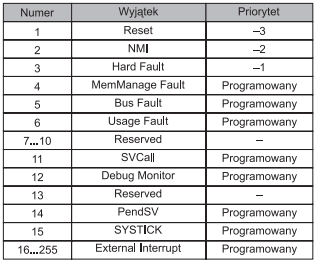 Numer Wyjątek Priorytet
1 Reset –3
2 NMI –2
3 Hard Fault –1
4 MemManage Fault Programowany
5 Bus Fault Programowany
6 Usage Fault Programowany
7...10 Reserved –
11 SVCall Programowany
12 Debug Monitor Programowany
13 Reserved –
14 PendSV Programowany
15 SYSTICK Programowany
16...255 External Interrupt Programowany